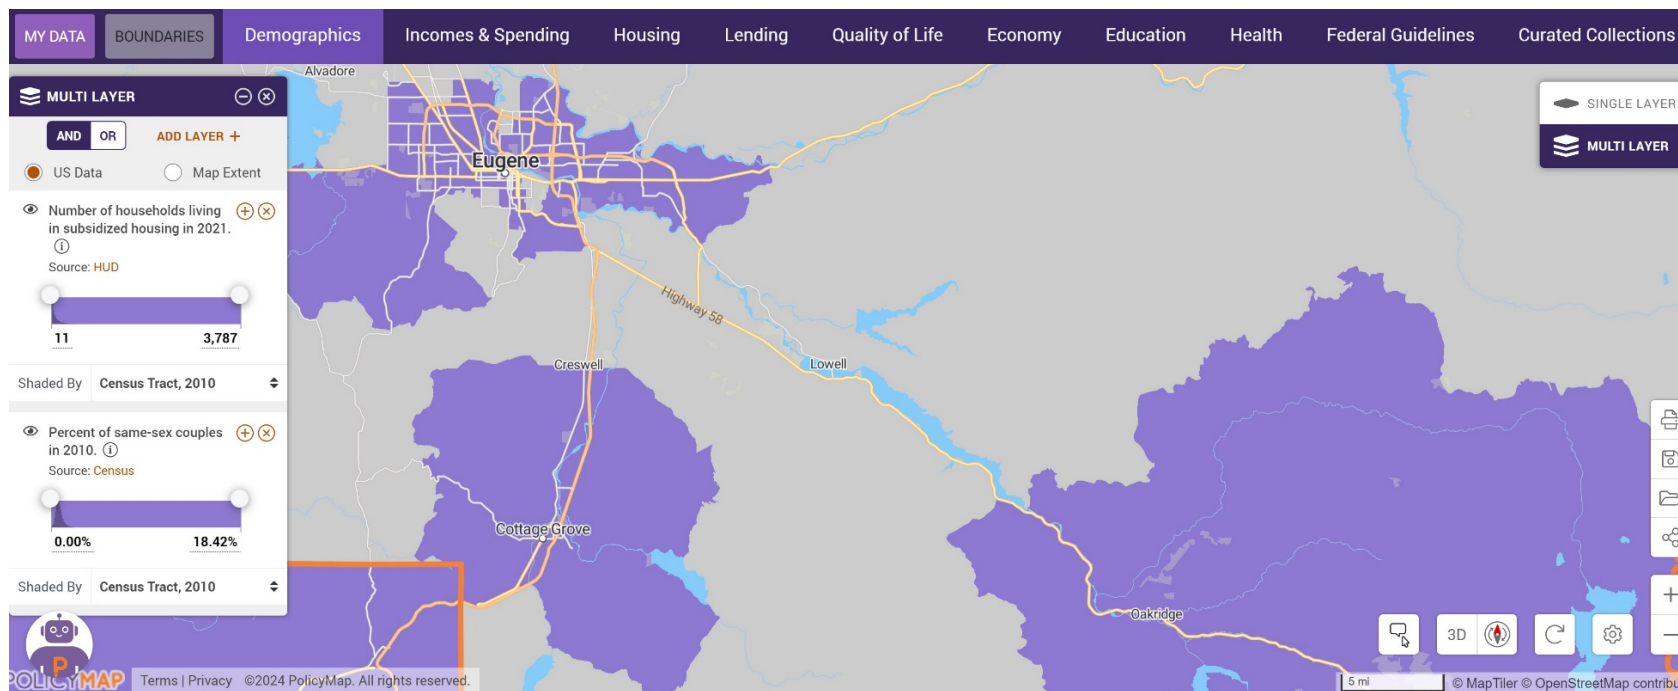 MY DATA
BOUNDARIES
Demographics
Incomes & Spending
Housing
Lending
Quality of Life
Economy
Education
Health
Federal Guidelines
Curated Collections
MULTI LAYER
AND
OR
ADD LAYER +
US Data
Map Extent
Number of households living
in subsidized housing in 2021.
Source: HUD
11
3,787
Shaded By
Census Tract, 2010
Percent of same-sex couples
in 2010.
Source: Census
0.00%
18.42%
Shaded By
Census Tract, 2010
Alvadore
Eugene
Highway 58
Creswell
Lowell
Cottage Grove
Oakridge
SINGLE LAYER
MULTI LAYER
3D
P
POLICYMAP
Terms | Privacy ©2024 PolicyMap. All rights reserved.
5 mi
© MapTiler © OpenStreetMap contribu